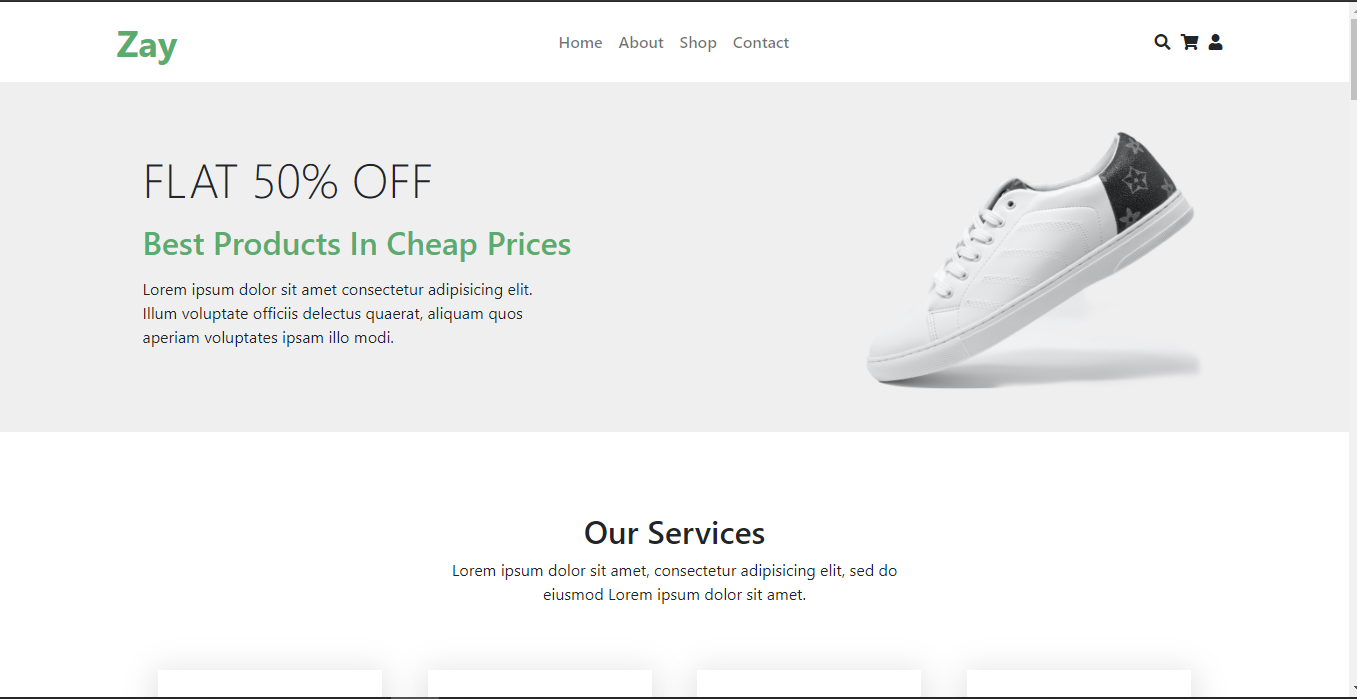 Zay
Home About Shop Contact
FLAT 50% OFF
Best Products In Cheap Prices
Lorem ipsum dolor sit amet consectetur adipisicing elit.
Illum voluptate officiis delectus quaerat, aliquam quos
aperiam voluptates ipsam illo modi.
Our Services
Lorem ipsum dolor sit amet, consectetur adipisicing elit, sed do
eiusmod Lorem ipsum dolor sit amet.